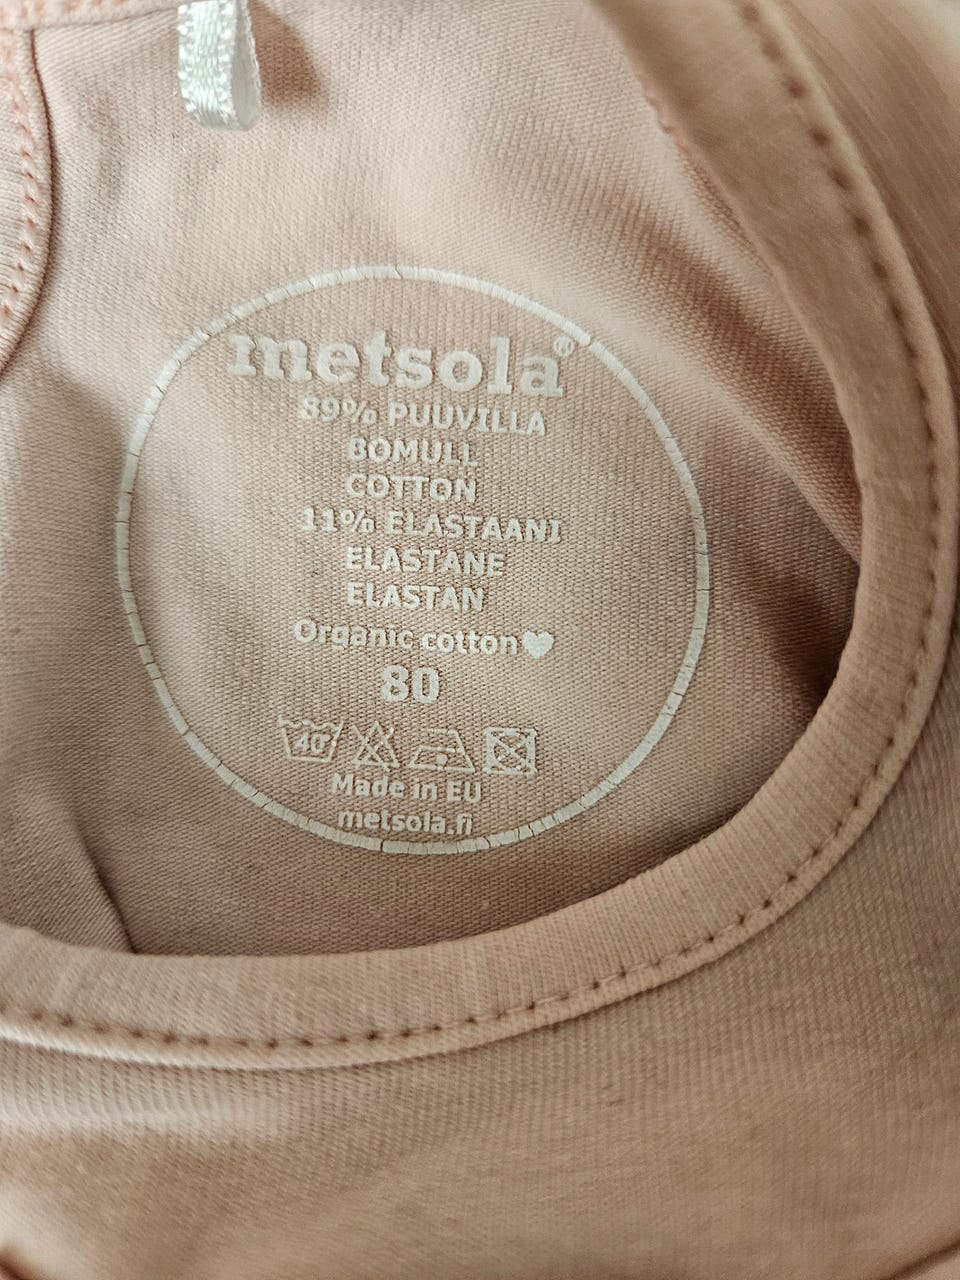 metsola®
89% PUUVILLA
BOMULL
COTTON
11% ELASTAANI
ELASTANE
ELASTAN
Organic cotton♥
80
40°
Made in EU
metsola.fi